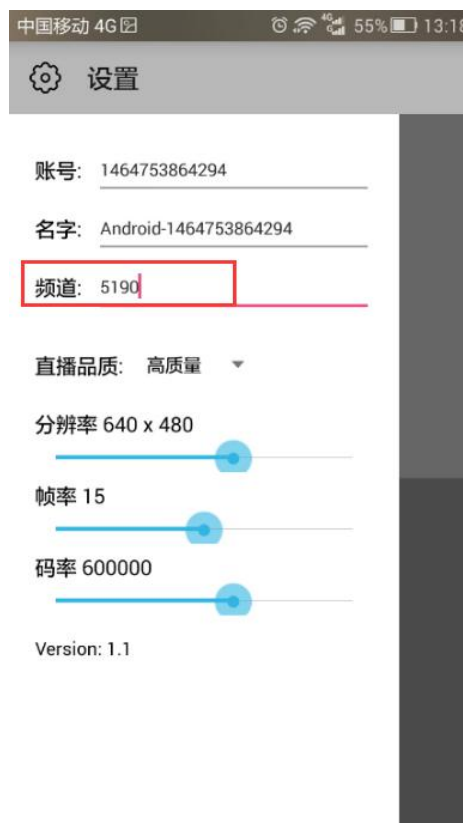 中国移动 4G 4G 55% 13:18
设置
账号: 1464753864294
名字: Android-1464753864294
频道: 5190
直播品质: 高质量
分辨率 640 x 480
帧率 15
码率 600000
Version: 1.1